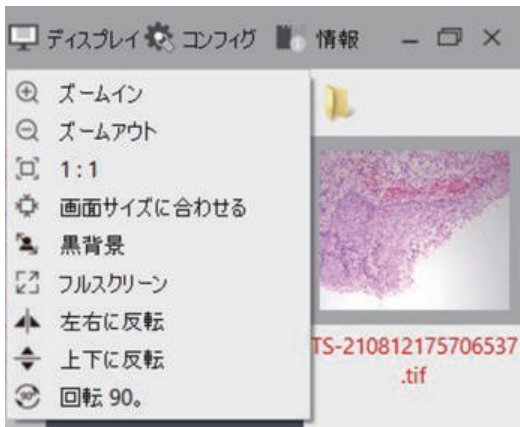 ディスプレイ コンフィグ 情報
ズームイン
ズームアウト
1:1
画面サイズに合わせる
黒背景
フルスクリーン
左右に反転
上下に反転
90°
回転 90。
TS-210812175706537
.tif